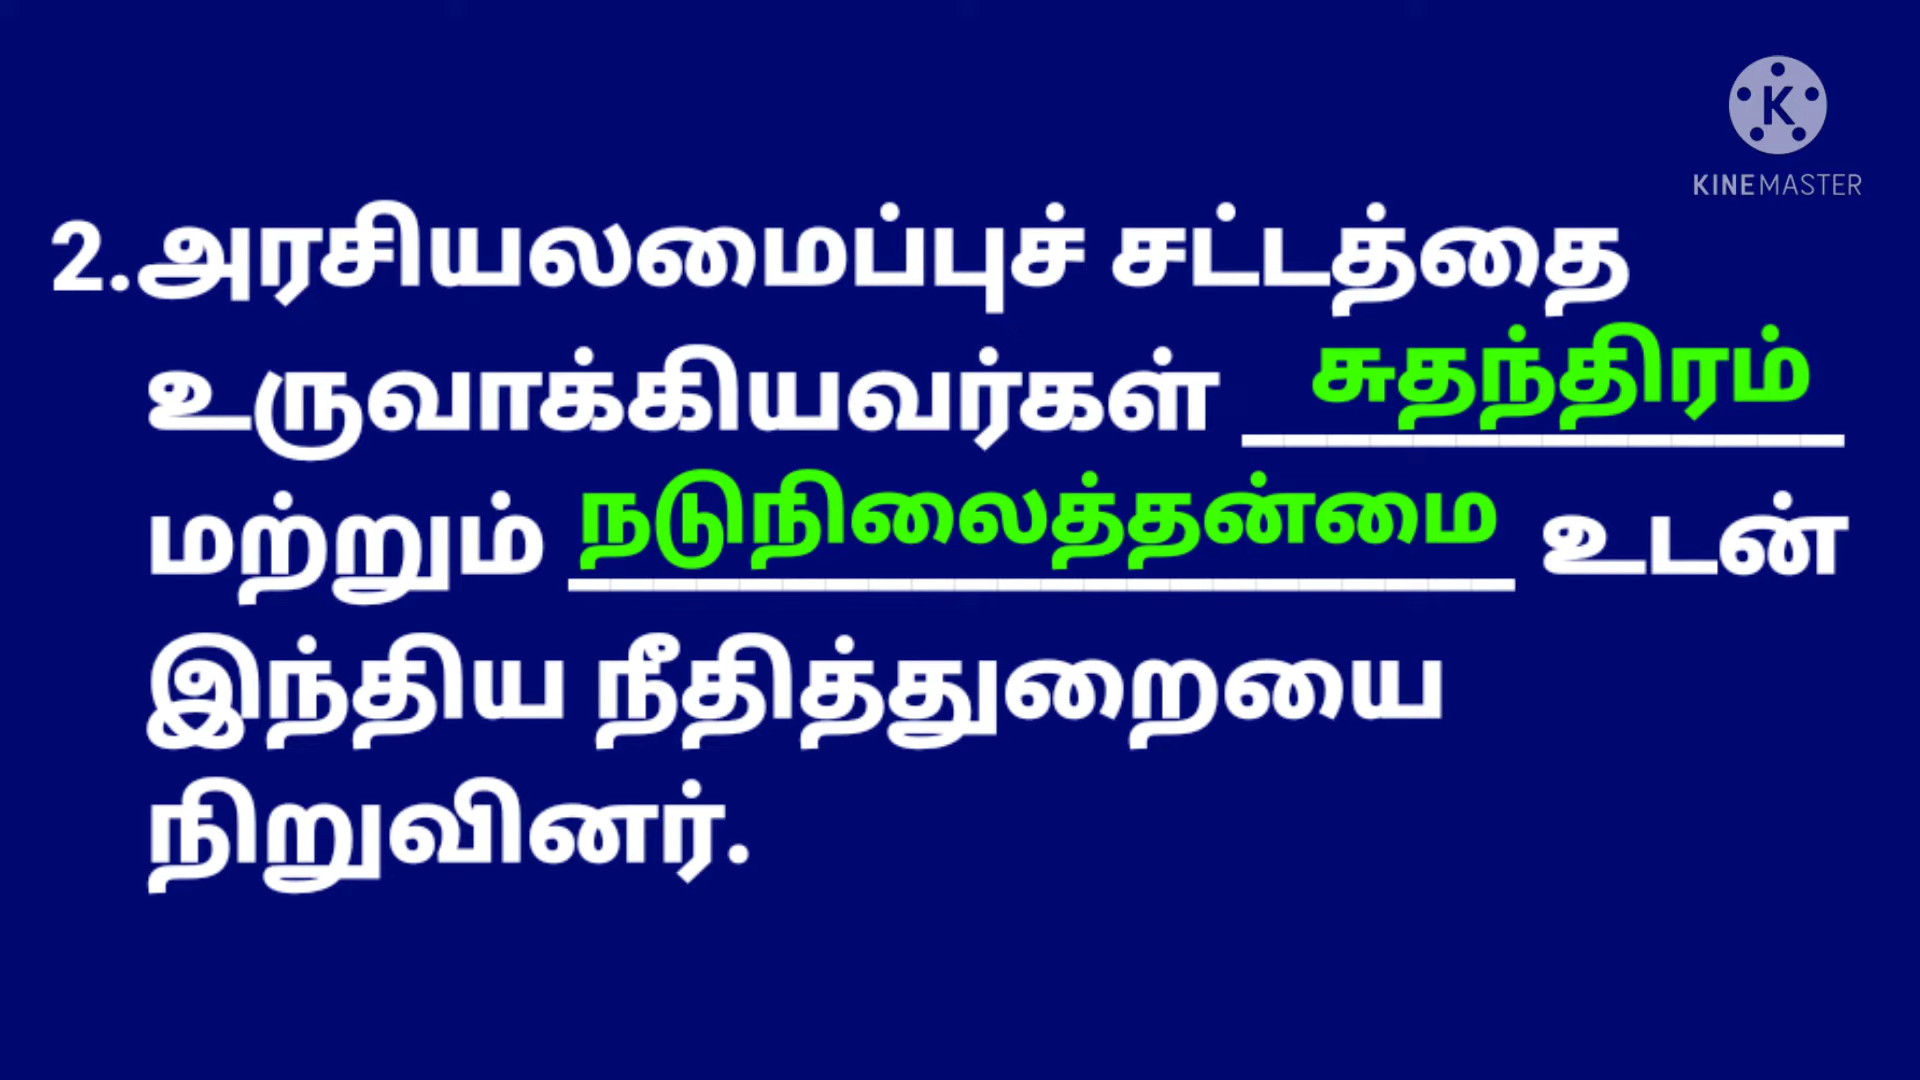 KINEMASTER
2.அரசியலமைப்புச் சட்டத்தை
உருவாக்கியவர்கள் சுதந்திரம்
மற்றும் நடுநிலைத்தன்மை உடன்
இந்திய நீதித்துறையை
நிறுவினர்.